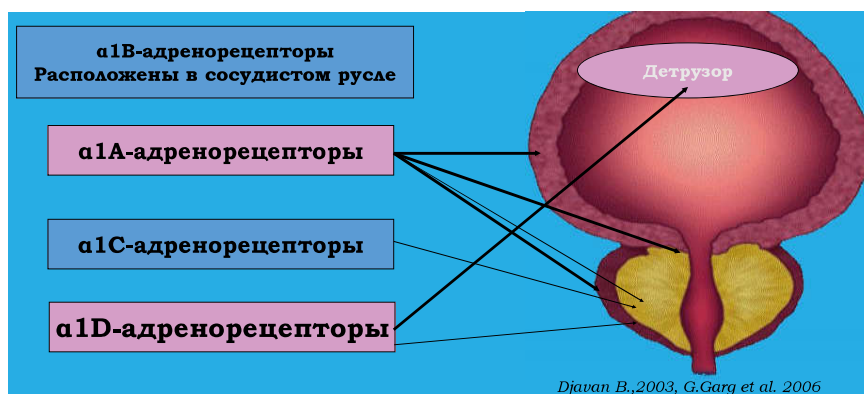 α1B-адренорецепторы
Расположены в сосудистом русле
Детрузор
α1A-адренорецепторы
α1C-адренорецепторы
α1D-адренорецепторы
Djavan B.,2003, G.Garg et al. 2006